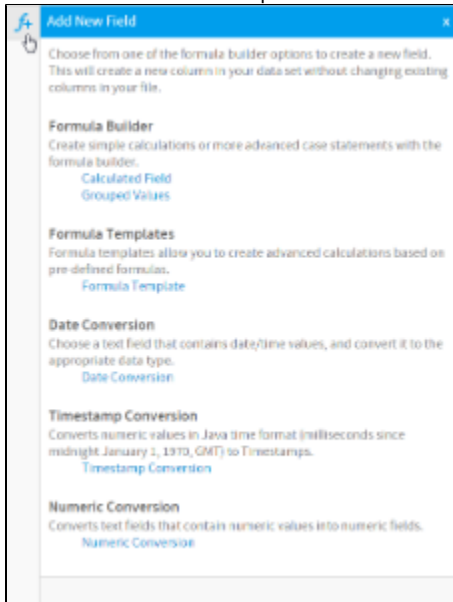 f+ Add New Field x
Choose from one of the formula builder options to create a new field.
This will create a new column in your data set without changing existing
columns in your file.
Formula Builder
Create simple calculations or more advanced case statements with the
formula builder.
Calculated Field
Grouped Values
Formula Templates
Formula templates allow you to create advanced calculations based on
pre-defined formulas.
Formula Template
Date Conversion
Choose a text field that contains date/time values, and convert it to the
appropriate data type.
Date Conversion
Timestamp Conversion
Converts numeric values in Java time format (milliseconds since
midnight January 1, 1970, GMT) to Timestamps.
Timestamp Conversion
Numeric Conversion
Converts text fields that contain numeric values into numeric fields.
Numeric Conversion